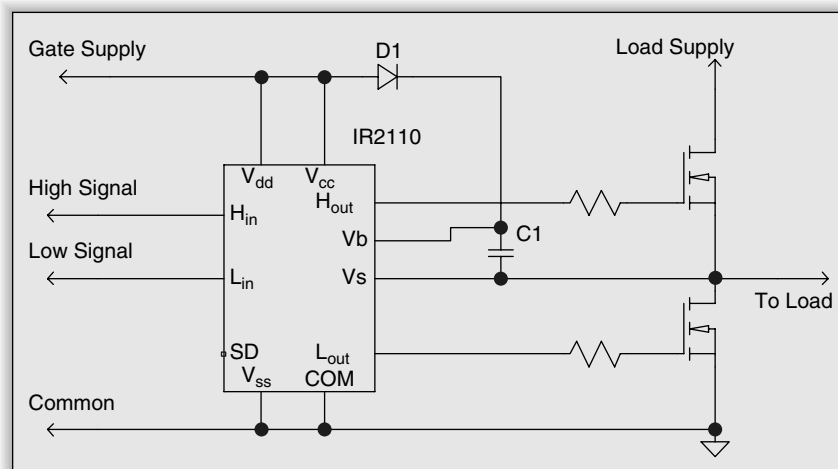 Gate Supply
D1
Load Supply
IR2110
Vdd
Vcc
High Signal
Hin
Hout
Vb
C1
Low Signal
Lin
Vs
To Load
SD
Lout
Vss
COM
Common